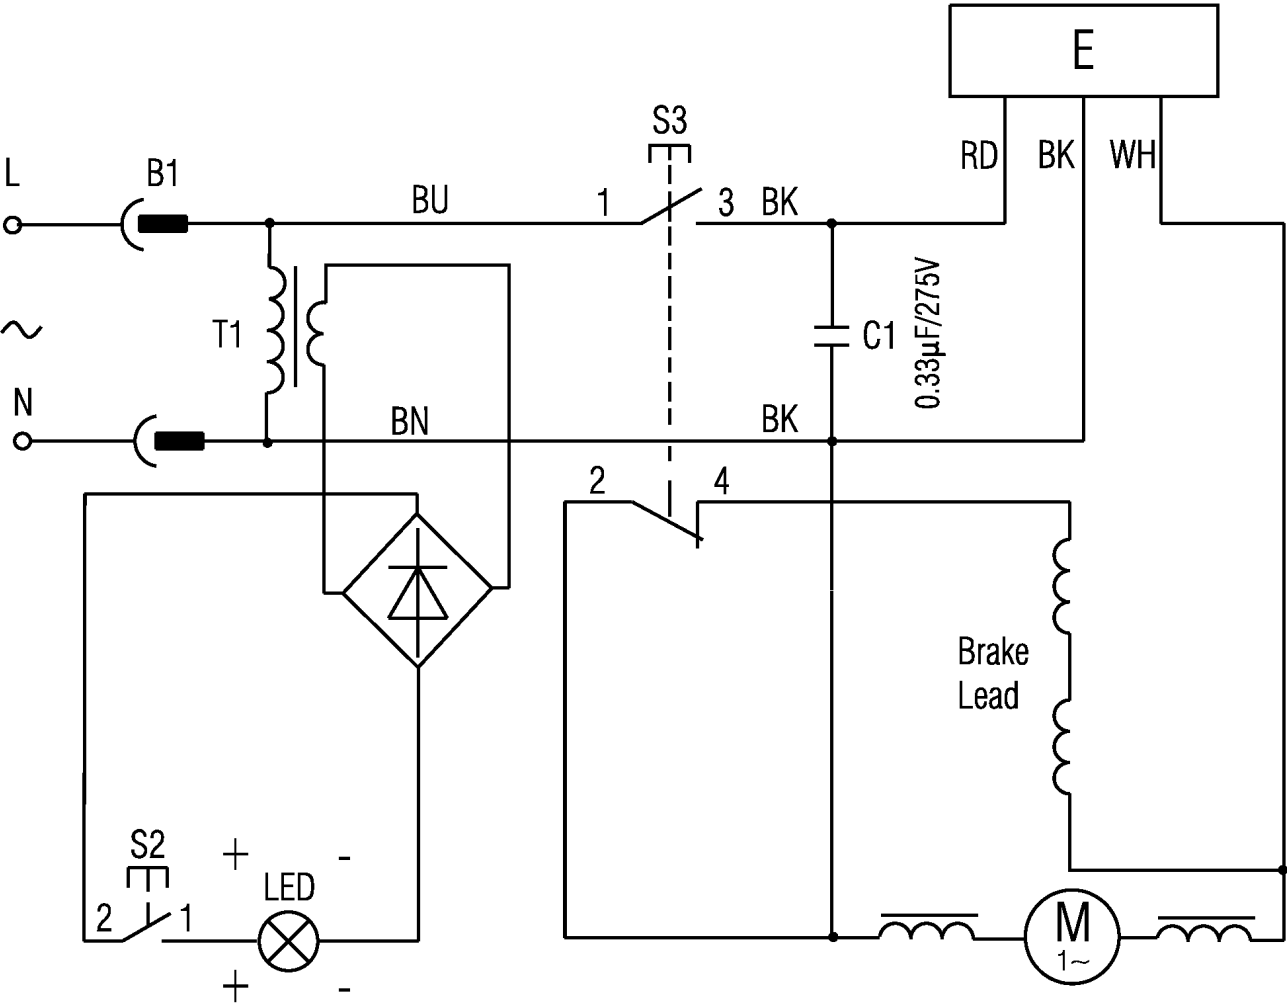 E
S3
RD BK WH
L B1
BU 1 3 BK
T1 C1 0.33µF/275V
~
N
BN BK
2 4
Brake
Lead
S2 + -
LED
2 1
M
1~
+ -